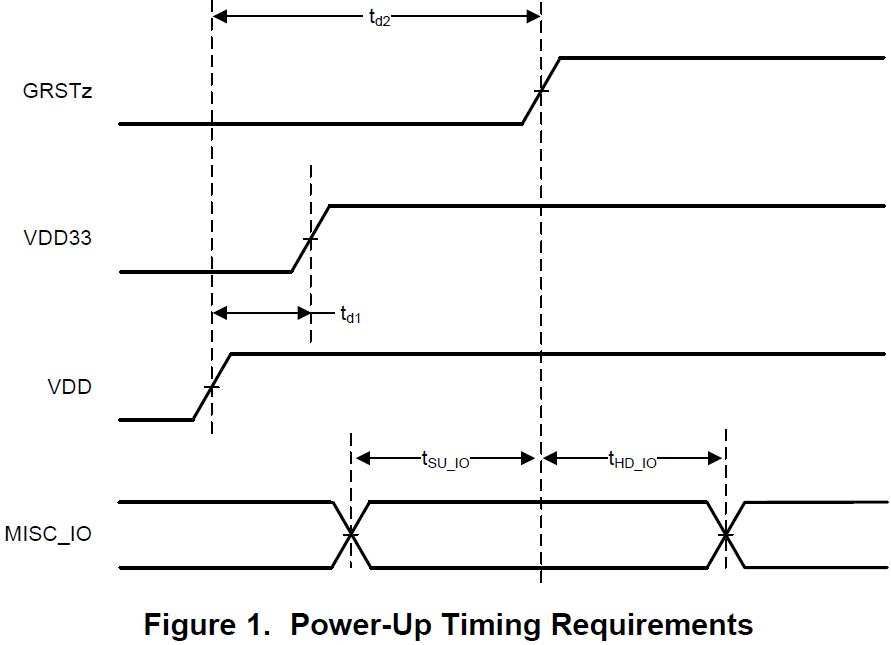 td2
GRSTz
VDD33
td1
VDD
tSU_IO tHD_IO
MISC_IO
Figure 1. Power-Up Timing Requirements